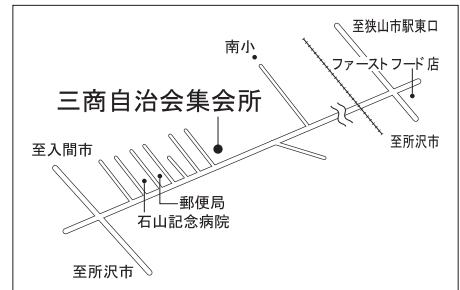 至狭山市駅東口
南小
ファーストフード店
三商自治会集会所
至入間市
至所沢市
郵便局
石山記念病院
至所沢市